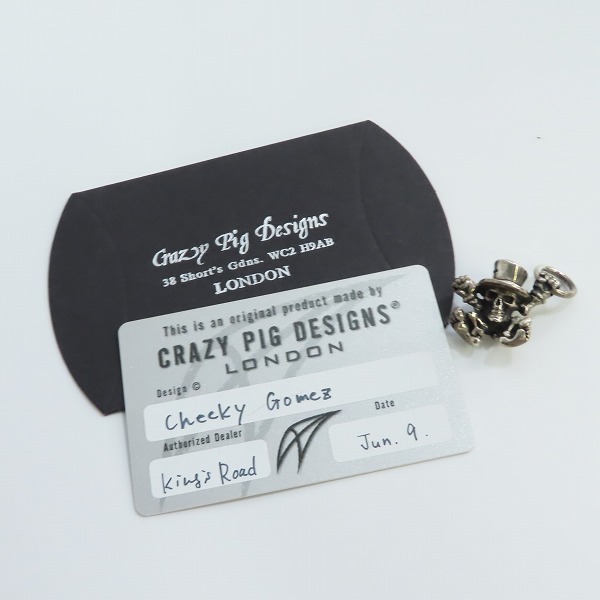 Crazy Pig Designs
38 Short's Gdns. WC2 H9AB
LONDON
This is an original product made by
CRAZY PIG DESIGNS®
LONDON
Design ©
Cheeky Gomez
Authorized Dealer
King's Road
Date
Jun. 9.